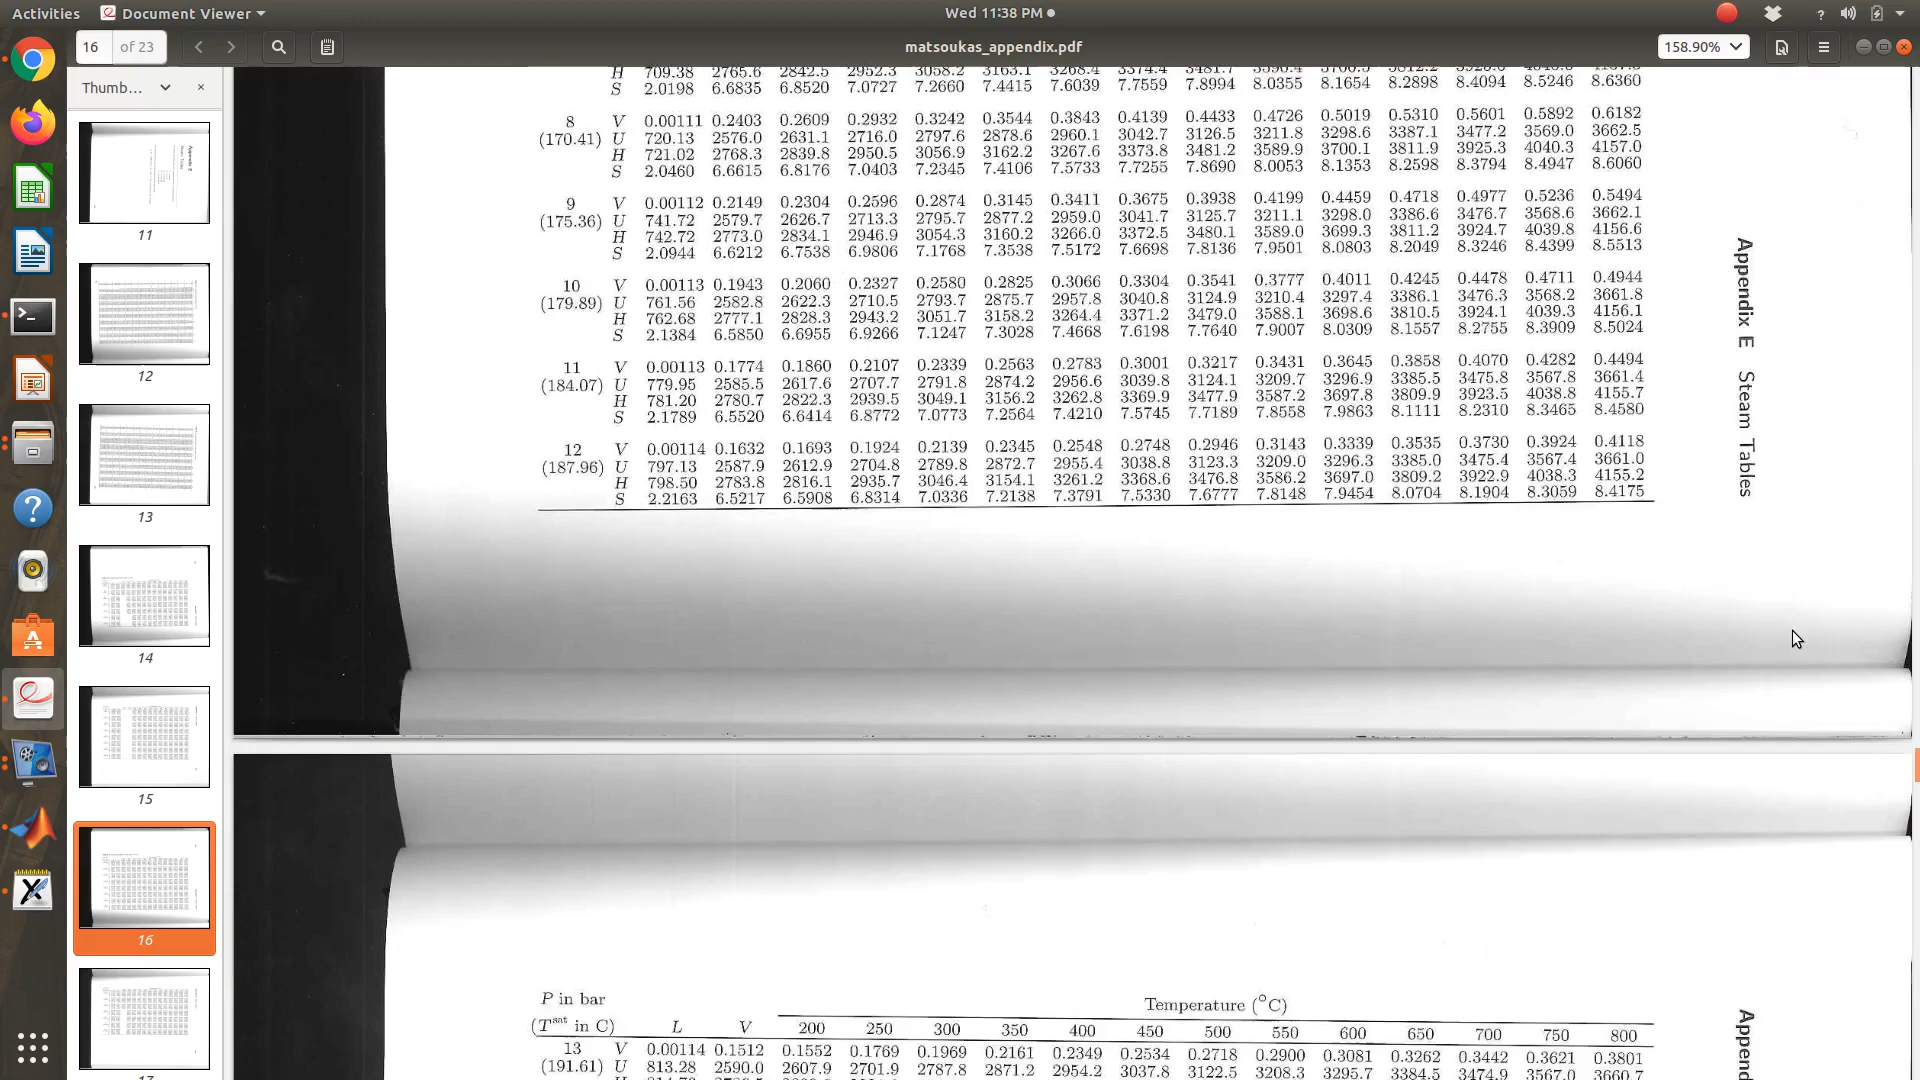 Activities Document Viewer Wed 11:38 PM ?
16 of 23 matsoukas_appendix.pdf 158.90%
Thumb...
11
12
13
14
15
16
H 709.38 2765.6 2842.5 2952.3 3058.2 3163.1 3268.4 3374.4 3481.7
S 2.0198 6.6835 6.8520 7.0727 7.2660 7.4415 7.6039 7.7559 7.8994 8.0355 8.1654 8.2898 8.4094 8.5246 8.6360
8 V 0.00111 0.2403 0.2609 0.2932 0.3242 0.3544 0.3843 0.4139 0.4433 0.4726 0.5019 0.5310 0.5601 0.5892 0.6182
(170.41) U 720.13 2576.0 2631.1 2716.0 2797.6 2878.6 2960.1 3042.7 3126.5 3211.8 3298.6 3387.1 3477.2 3569.0 3662.5
H 721.02 2768.3 2839.8 2950.5 3056.9 3162.2 3267.6 3373.8 3481.2 3589.9 3700.1 3811.9 3925.3 4040.3 4157.0
S 2.0460 6.6615 6.8176 7.0403 7.2345 7.4106 7.5733 7.7255 7.8690 8.0053 8.1353 8.2598 8.3794 8.4947 8.6060
9 V 0.00112 0.2149 0.2304 0.2596 0.2874 0.3145 0.3411 0.3675 0.3938 0.4199 0.4459 0.4718 0.4977 0.5236 0.5494
(175.36) U 741.72 2579.7 2626.7 2713.3 2795.7 2877.2 2959.0 3041.7 3125.7 3211.1 3298.0 3386.6 3476.7 3568.6 3662.1
H 742.72 2773.0 2834.1 2946.9 3054.3 3160.2 3266.0 3372.5 3480.1 3589.0 3699.3 3811.2 3924.7 4039.8 4156.6
S 2.0944 6.6212 6.7538 6.9806 7.1768 7.3538 7.5172 7.6698 7.8136 7.9501 8.0803 8.2049 8.3246 8.4399 8.5513
10 V 0.00113 0.1943 0.2060 0.2327 0.2580 0.2825 0.3066 0.3304 0.3541 0.3777 0.4011 0.4245 0.4478 0.4711 0.4944
(179.89) U 761.56 2582.8 2622.3 2710.5 2793.7 2875.7 2957.8 3040.8 3124.9 3210.4 3297.4 3386.1 3476.3 3568.2 3661.8
H 762.68 2777.1 2828.3 2943.2 3051.7 3158.2 3264.4 3371.2 3479.0 3588.1 3698.6 3810.5 3924.1 4039.3 4156.1
S 2.1384 6.5850 6.6955 6.9266 7.1247 7.3028 7.4668 7.6198 7.7640 7.9007 8.0309 8.1557 8.2755 8.3909 8.5024
11 V 0.00113 0.1774 0.1860 0.2107 0.2339 0.2563 0.2783 0.3001 0.3217 0.3431 0.3645 0.3858 0.4070 0.4282 0.4494
(184.07) U 779.95 2585.5 2617.6 2707.7 2791.8 2874.2 2956.6 3039.8 3124.1 3209.7 3296.9 3385.5 3475.8 3567.8 3661.4
H 781.20 2780.7 2822.3 2939.5 3049.1 3156.2 3262.8 3369.9 3477.9 3587.2 3697.8 3809.9 3923.5 4038.8 4155.7
S 2.1789 6.5520 6.6414 6.8772 7.0773 7.2564 7.4210 7.5745 7.7189 7.8558 7.9863 8.1111 8.2310 8.3465 8.4580
12 V 0.00114 0.1632 0.1693 0.1924 0.2139 0.2345 0.2548 0.2748 0.2946 0.3143 0.3339 0.3535 0.3730 0.3924 0.4118
(187.96) U 797.13 2587.9 2612.9 2704.8 2789.8 2872.7 2955.4 3038.8 3123.3 3209.0 3296.3 3385.0 3475.4 3567.4 3661.0
H 798.50 2783.8 2816.1 2935.7 3046.4 3154.1 3261.2 3368.6 3476.8 3586.2 3697.0 3809.2 3922.9 4038.3 4155.2
S 2.2163 6.5217 6.5908 6.8314 7.0336 7.2138 7.3791 7.5330 7.6777 7.8148 7.9454 8.0704 8.1904 8.3059 8.4175
Appendix E Steam Tables
P in bar Temperature (°C)
(Tsat in C) L V 200 250 300 350 400 450 500 550 600 650 700 750 800
13 V 0.00114 0.1512 0.1552 0.1769 0.1969 0.2161 0.2349 0.2534 0.2718 0.2900 0.3081 0.3262 0.3442 0.3621 0.3801
(191.61) U 813.28 2590.0 2607.9 2701.9 2787.8 2871.2 2954.2 3037.8 3122.5 3208.3 3295.7 3384.5 3474.9 3567.0 3660.7
Append